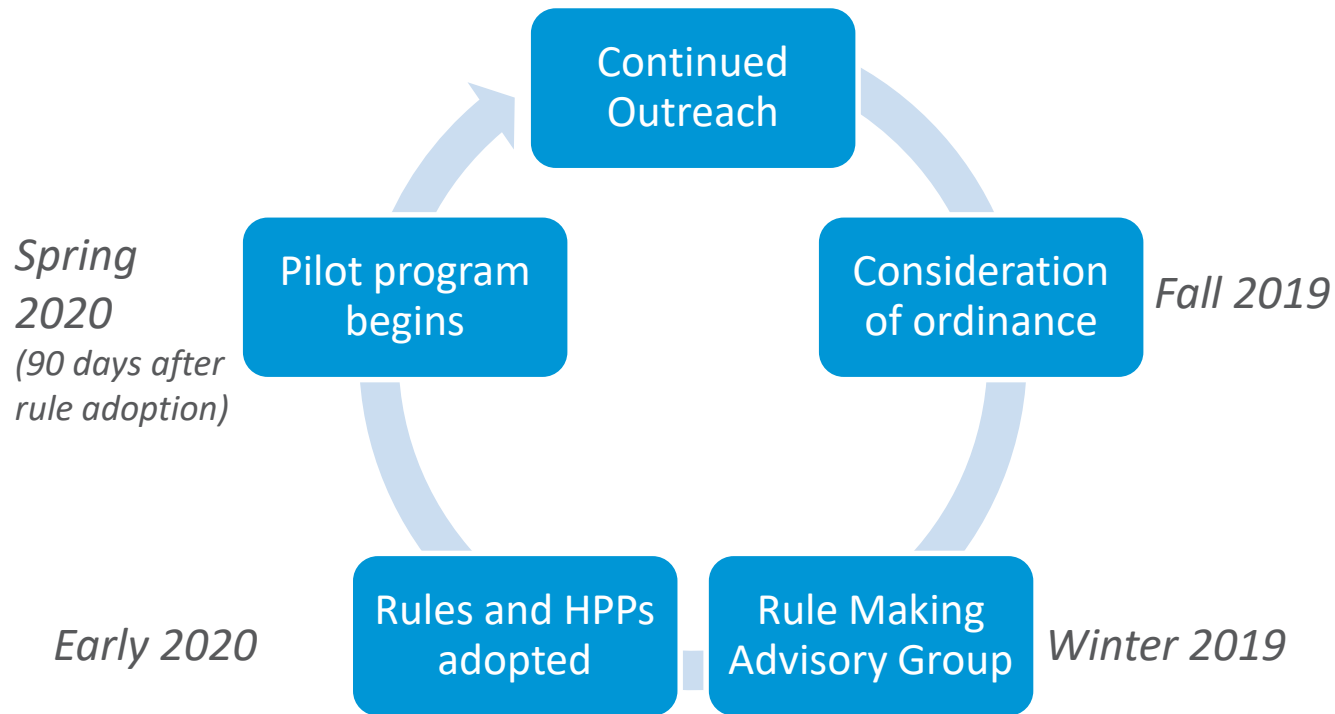 Continued
Outreach
Consideration
of ordinance
Fall 2019
Rule Making
Advisory Group
Winter 2019
Rules and HPPs
adopted
Early 2020
Pilot program
begins
Spring
2020
(90 days after
rule adoption)